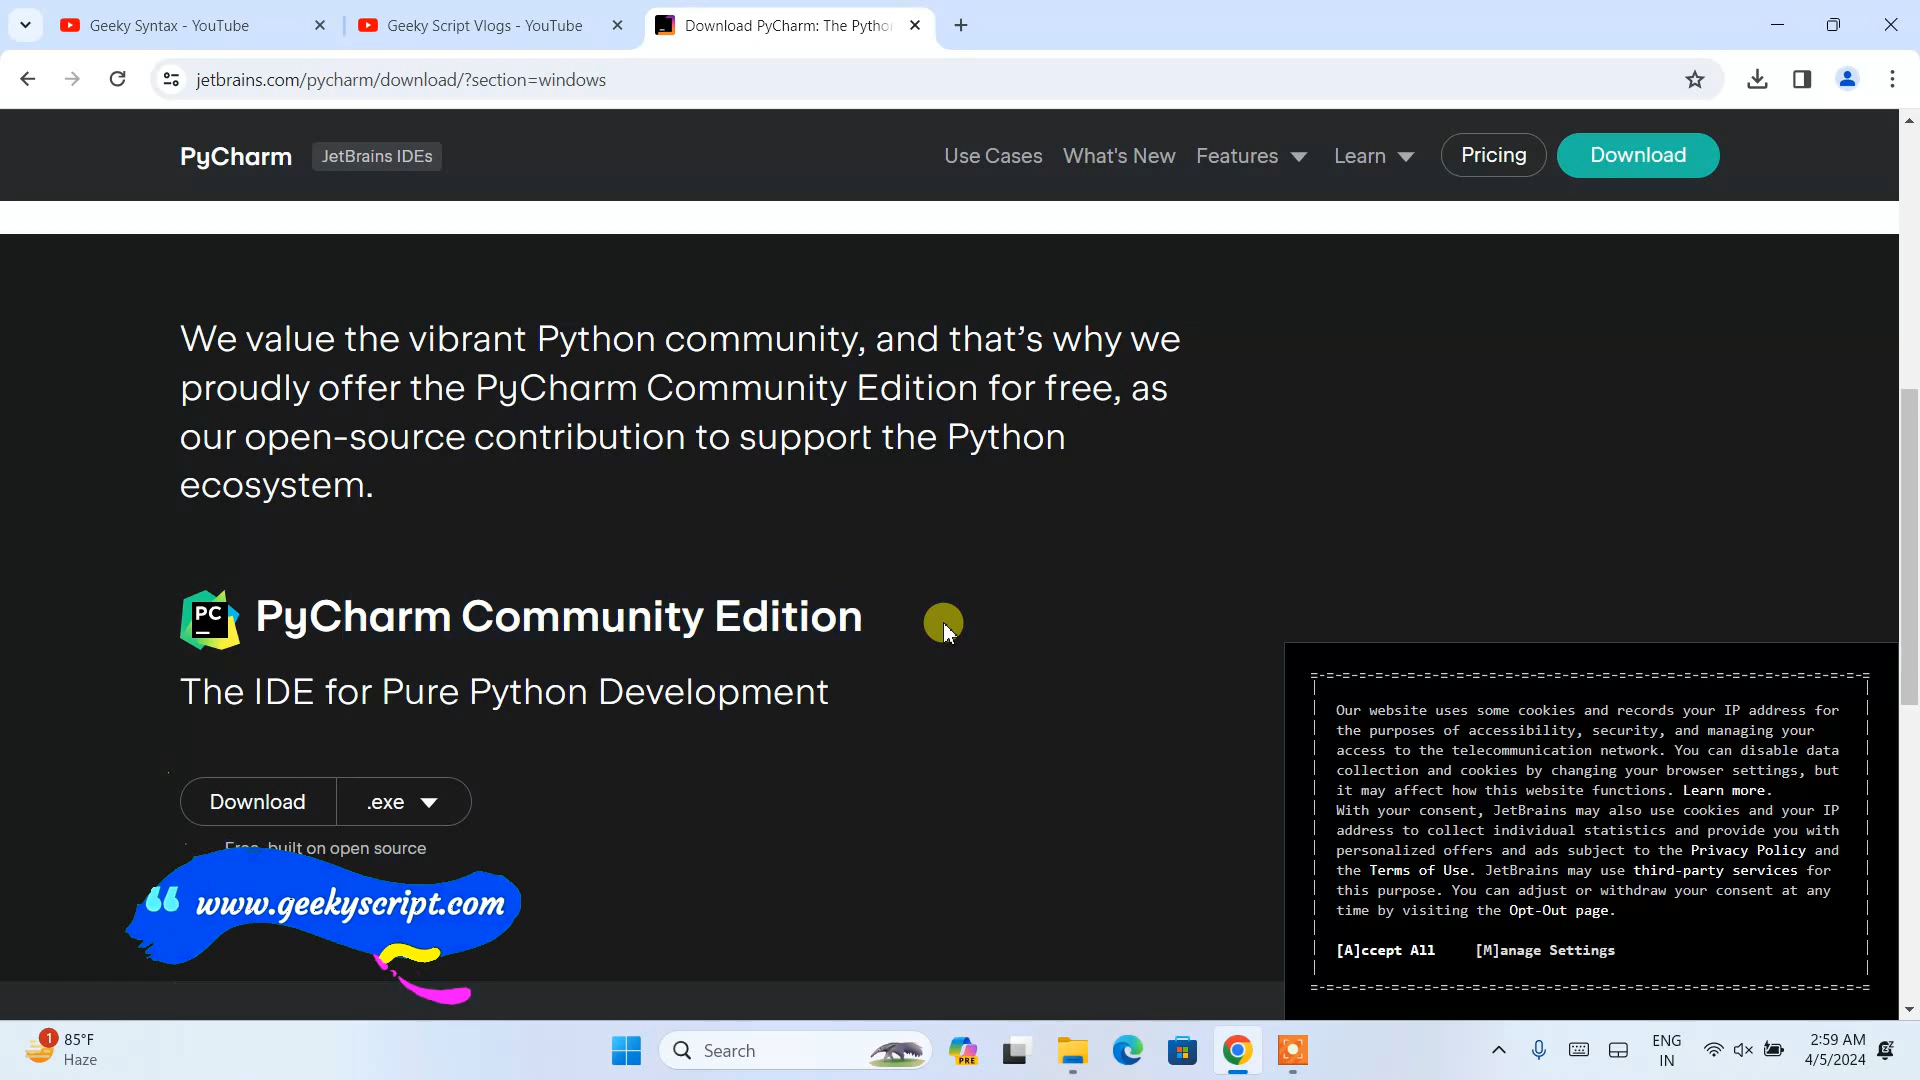 Geeky Syntax - YouTube
Geeky Script Vlogs - YouTube
Download PyCharm: The Pytho
jetbrains.com/pycharm/download/?section=windows
PyCharm
JetBrains IDEs
Use Cases
What's New
Features
Learn
Pricing
Download
We value the vibrant Python community, and that's why we
proudly offer the PyCharm Community Edition for free, as
our open-source contribution to support the Python
ecosystem.
PC
PyCharm Community Edition
The IDE for Pure Python Development
Download
.exe
Free, built on open source
www.geekyscript.com
Our website uses some cookies and records your IP address for
the purposes of accessibility, security, and managing your
access to the telecommunication network. You can disable data
collection and cookies by changing your browser settings, but
it may affect how this website functions. Learn more.
With your consent, JetBrains may also use cookies and your IP
address to collect individual statistics and provide you with
personalized offers and ads subject to the Privacy Policy and
the Terms of Use. JetBrains may use third-party services for
this purpose. You can adjust or withdraw your consent at any
time by visiting the Opt-Out page.
[A]ccept All
[M]anage Settings
1
85°F
Haze
Search
PRE
ENG
IN
2:59 AM
4/5/2024